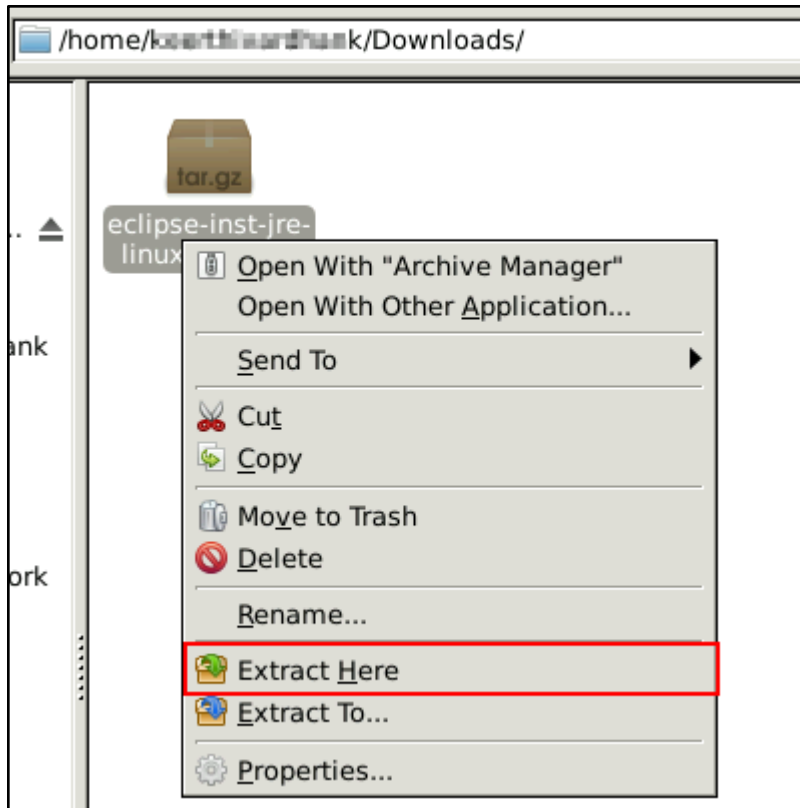 /home/k k/Downloads/
tar.gz
eclipse-inst-jre-
linux
.. 
ank
ork
Open With "Archive Manager"
Open With Other Application...
Send To
Cut
Copy
Move to Trash
Delete
Rename...
Extract Here
Extract To...
Properties...